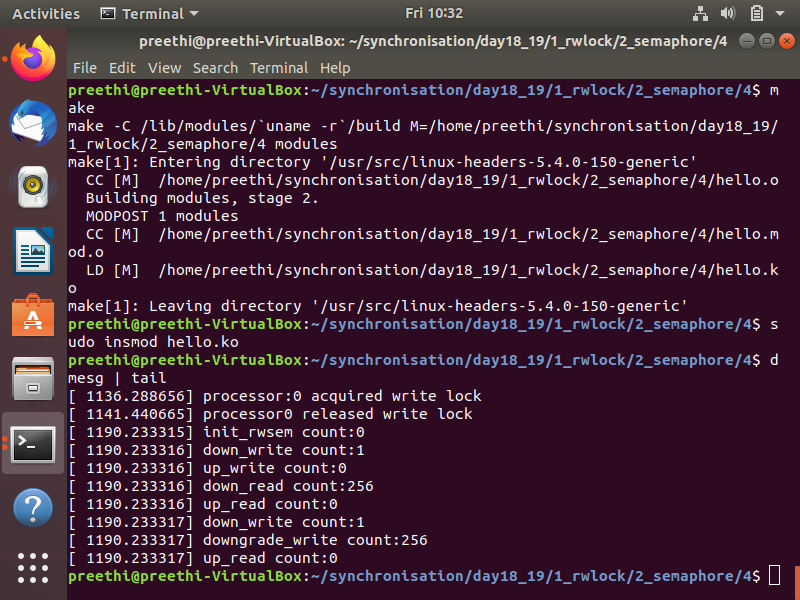 Activities Terminal Fri 10:32
preethi@preethi-VirtualBox: ~/synchronisation/day18_19/1_rwlock/2_semaphore/4
File Edit View Search Terminal Help
preethi@preethi-VirtualBox:~/synchronisation/day18_19/1_rwlock/2_semaphore/4$ m
ake
make -C /lib/modules/`uname -r`/build M=/home/preethi/synchronisation/day18_19/
1_rwlock/2_semaphore/4 modules
make[1]: Entering directory '/usr/src/linux-headers-5.4.0-150-generic'
  CC [M]  /home/preethi/synchronisation/day18_19/1_rwlock/2_semaphore/4/hello.o
  Building modules, stage 2.
  MODPOST 1 modules
  CC [M]  /home/preethi/synchronisation/day18_19/1_rwlock/2_semaphore/4/hello.m
od.o
  LD [M]  /home/preethi/synchronisation/day18_19/1_rwlock/2_semaphore/4/hello.k
o
make[1]: Leaving directory '/usr/src/linux-headers-5.4.0-150-generic'
preethi@preethi-VirtualBox:~/synchronisation/day18_19/1_rwlock/2_semaphore/4$ s
udo insmod hello.ko
preethi@preethi-VirtualBox:~/synchronisation/day18_19/1_rwlock/2_semaphore/4$ d
mesg | tail
[ 1136.288656] processor:0 acquired write lock
[ 1141.440665] processor0 released write lock
[ 1190.233315] init_rwsem count:0
[ 1190.233316] down_write count:1
[ 1190.233316] up_write count:0
[ 1190.233316] down_read count:256
[ 1190.233316] up_read count:0
[ 1190.233317] down_write count:1
[ 1190.233317] downgrade_write count:256
[ 1190.233317] up_read count:0
preethi@preethi-VirtualBox:~/synchronisation/day18_19/1_rwlock/2_semaphore/4$